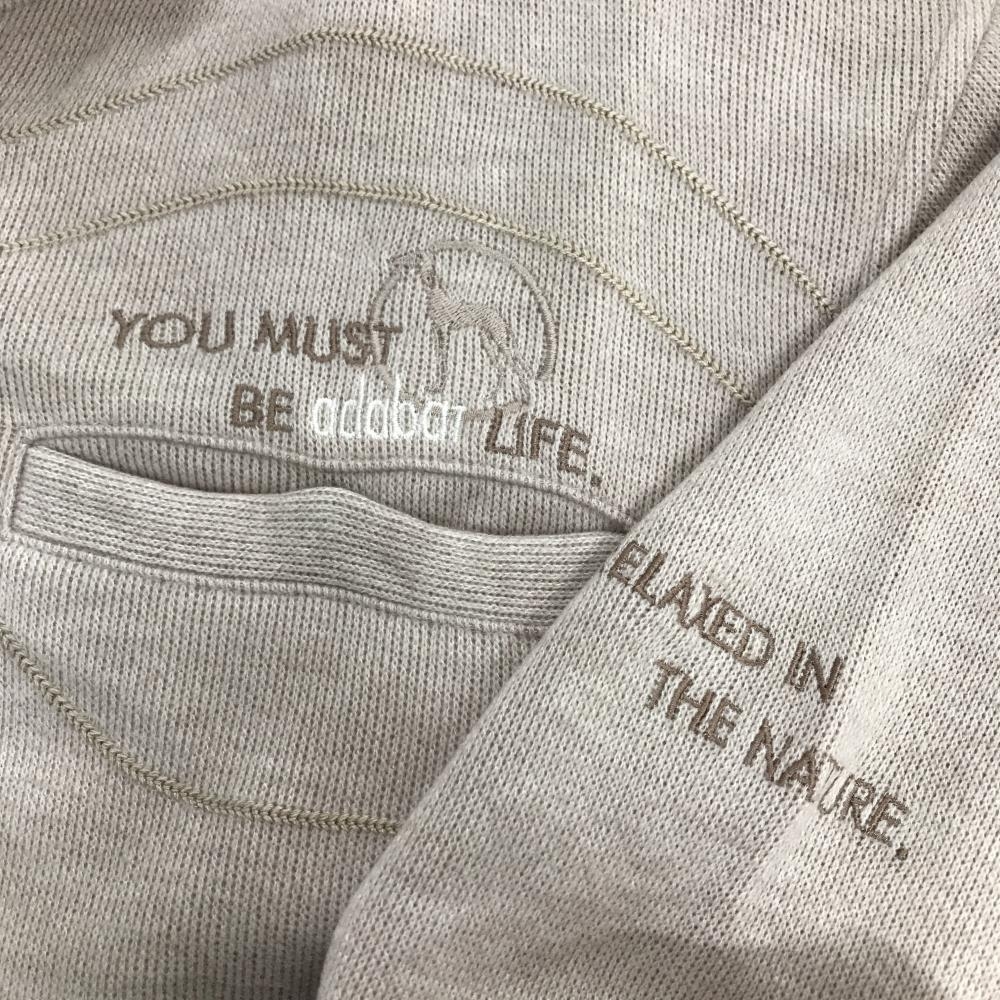 YOU MUST
BE adabat LIFE.
ELAXED IN
THE NATURE.